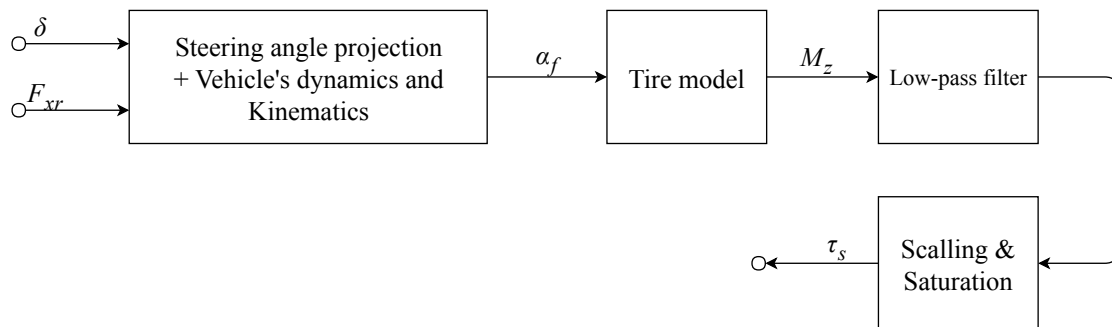 δ
F_xr
Steering angle projection
+ Vehicle's dynamics and
Kinematics
α_f
Tire model
M_z
Low-pass filter
τ_s
Scalling &
Saturation